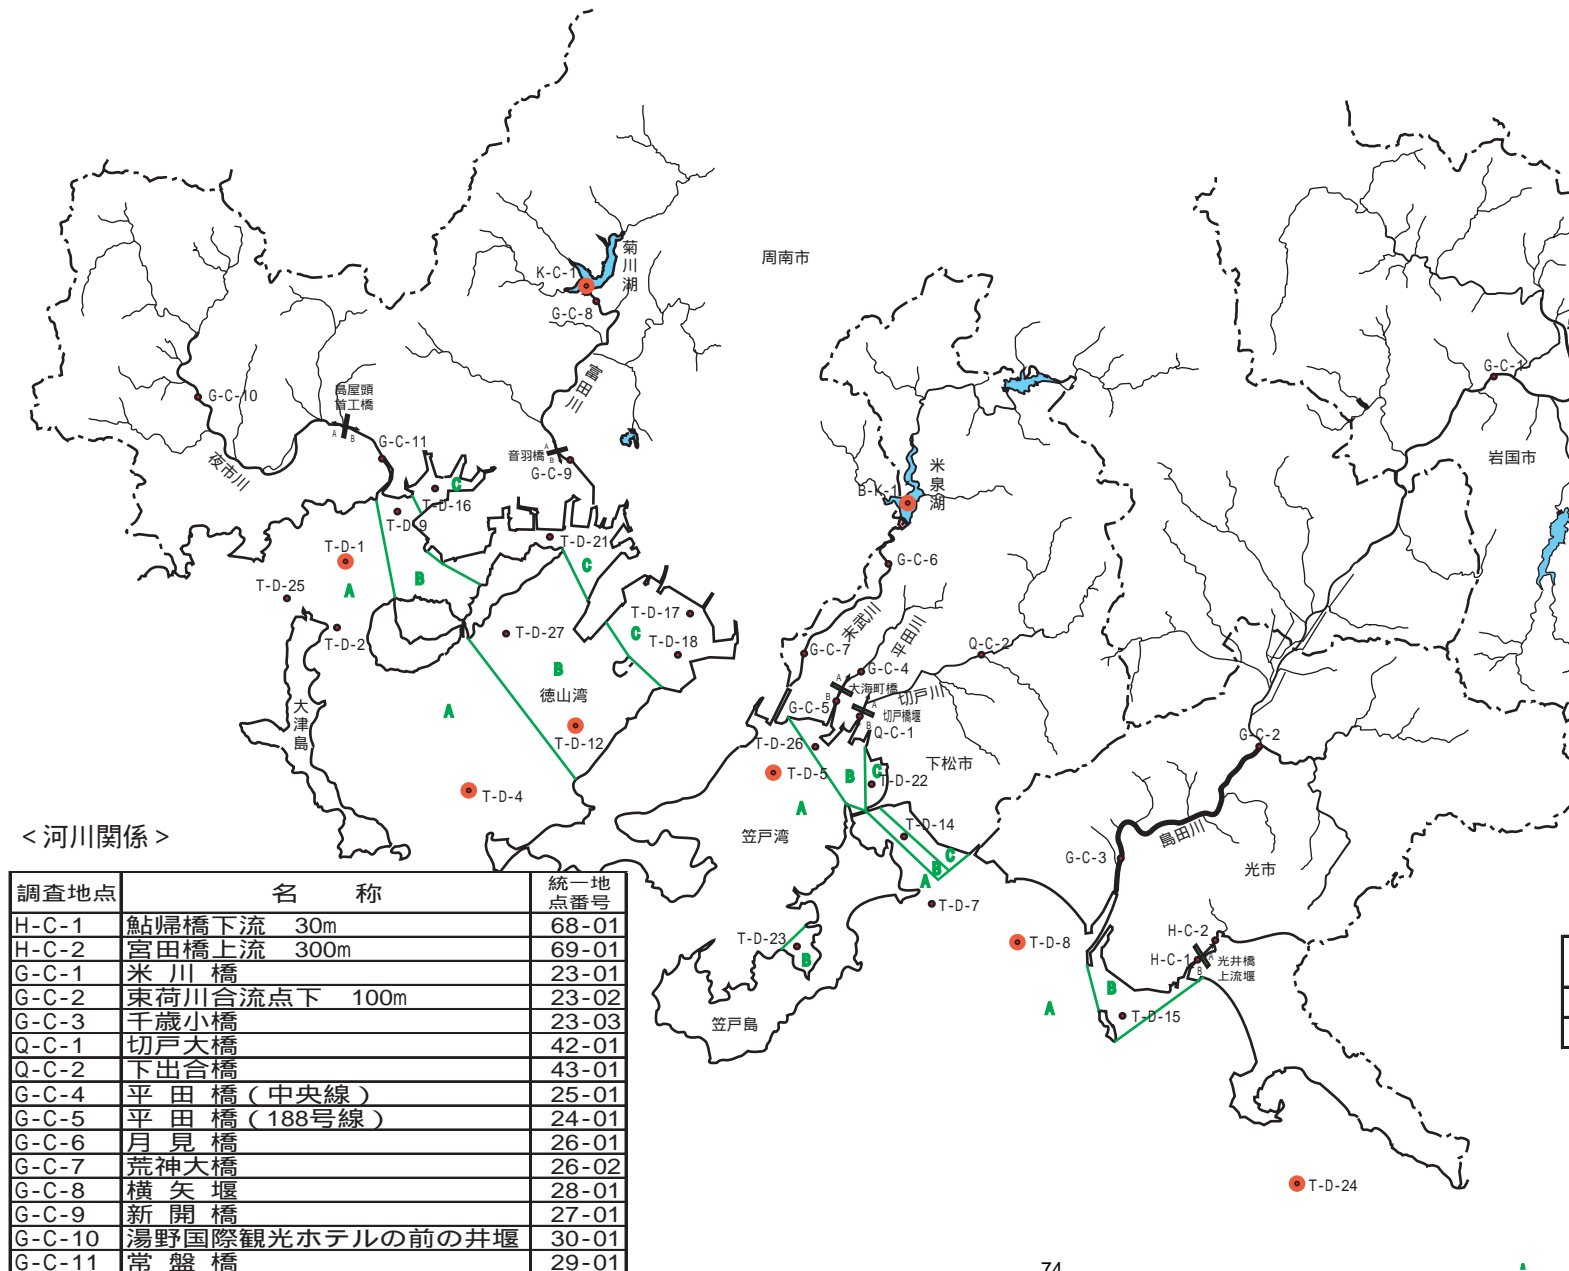 周南市
菊川湖
K-C-1
G-C-8
富田川
G-C-1
G-C-10
島屋頭
首工橋
A
B
G-C-11
夜市川
音羽橋
A
B
G-C-9
岩国市
米泉湖
B-K-1
C
T-D-16
T-D-9
T-D-21
G-C-6
T-D-1
T-D-25
A
B
C
T-D-2
T-D-27
T-D-17
T-D-18
C
B
徳山湾
A
T-D-12
T-D-4
大津島
末武川
平田川
G-C-7
G-C-4
Q-C-2
A
B
大海町橋
切戸川
G-C-5
A
B
切戸橋堰
Q-C-1
T-D-26
下松市
G-C-2
T-D-5
B
C
T-D-22
A
笠戸湾
T-D-14
C
B
A
T-D-7
G-C-3
島田川
光市
T-D-23
B
T-D-8
H-C-2
H-C-1
A
B
光井橋
上流堰
笠戸島
A
B
T-D-15
T-D-24
<河川関係>
調査地点 名 称 統一地点番号
H-C-1 鮎帰橋下流 30m 68-01
H-C-2 宮田橋上流 300m 69-01
G-C-1 米 川 橋 23-01
G-C-2 束荷川合流点下 100m 23-02
G-C-3 千歳小橋 23-03
Q-C-1 切戸大橋 42-01
Q-C-2 下出合橋 43-01
G-C-4 平 田 橋(中央線) 25-01
G-C-5 平 田 橋(188号線) 24-01
G-C-6 月 見 橋 26-01
G-C-7 荒神大橋 26-02
G-C-8 横 矢 堰 28-01
G-C-9 新 開 橋 27-01
G-C-10 湯野国際観光ホテルの前の井堰 30-01
G-C-11 常 盤 橋 29-01
74
A